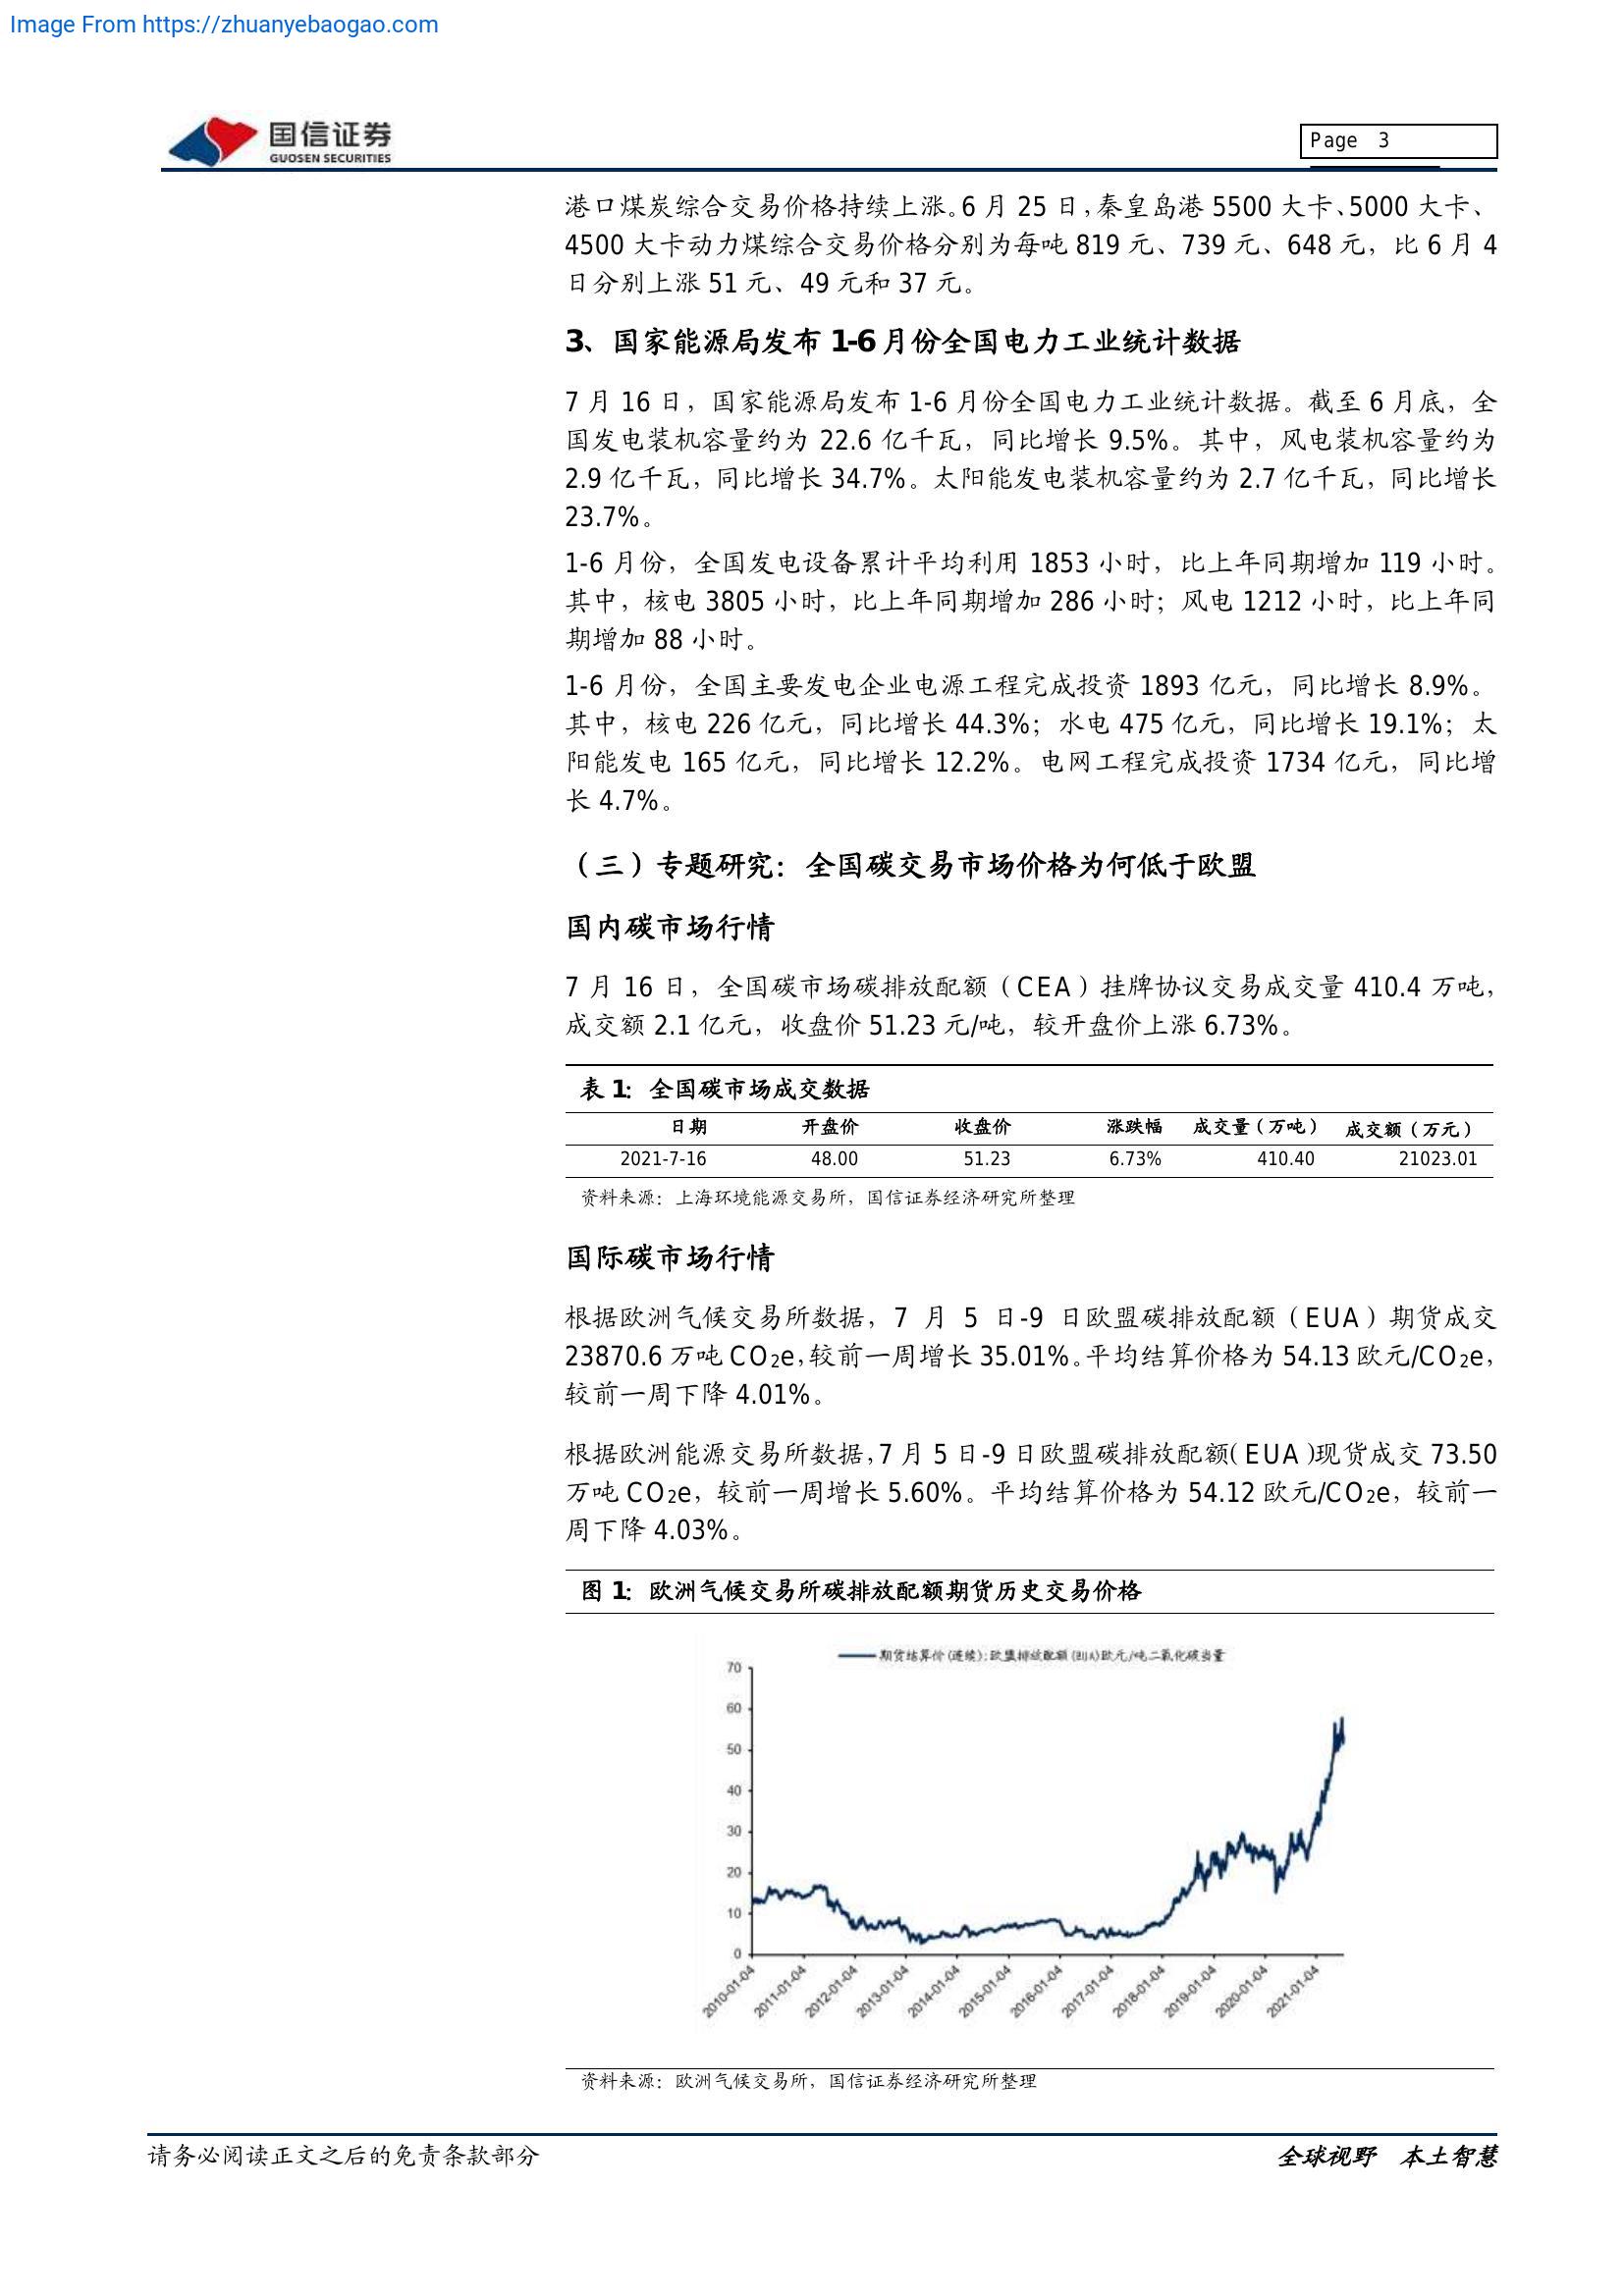 Image From https://zhuanyebaogao.com
国信证券
GUOSEN SECURITIES
Page 3
港口煤炭综合交易价格持续上涨。6 月 25 日，秦皇岛港 5500 大卡、5000 大卡、
4500 大卡动力煤综合交易价格分别为每吨 819 元、739 元、648 元，比 6 月 4
日分别上涨 51 元、49 元和 37 元。
3、国家能源局发布 1-6 月份全国电力工业统计数据
7 月 16 日，国家能源局发布 1-6 月份全国电力工业统计数据。截至 6 月底，全
国发电装机容量约为 22.6 亿千瓦，同比增长 9.5%。其中，风电装机容量约为
2.9 亿千瓦，同比增长 34.7%。太阳能发电装机容量约为 2.7 亿千瓦，同比增长
23.7%。
1-6 月份，全国发电设备累计平均利用 1853 小时，比上年同期增加 119 小时。
其中，核电 3805 小时，比上年同期增加 286 小时；风电 1212 小时，比上年同
期增加 88 小时。
1-6 月份，全国主要发电企业电源工程完成投资 1893 亿元，同比增长 8.9%。
其中，核电 226 亿元，同比增长 44.3%；水电 475 亿元，同比增长 19.1%；太
阳能发电 165 亿元，同比增长 12.2%。电网工程完成投资 1734 亿元，同比增
长 4.7%。
（三）专题研究：全国碳交易市场价格为何低于欧盟
国内碳市场行情
7 月 16 日，全国碳市场碳排放配额（CEA）挂牌协议交易成交量 410.4 万吨，
成交额 2.1 亿元，收盘价 51.23 元/吨，较开盘价上涨 6.73%。
表 1：全国碳市场成交数据
日期 开盘价 收盘价 涨跌幅 成交量（万吨） 成交额（万元）
2021-7-16 48.00 51.23 6.73% 410.40 21023.01
资料来源：上海环境能源交易所，国信证券经济研究所整理
国际碳市场行情
根据欧洲气候交易所数据，7 月 5 日-9 日欧盟碳排放配额（EUA）期货成交
23870.6 万吨 CO₂e，较前一周增长 35.01%。平均结算价格为 54.13 欧元/CO₂e，
较前一周下降 4.01%。
根据欧洲能源交易所数据，7 月 5 日-9 日欧盟碳排放配额（EUA）现货成交 73.50
万吨 CO₂e，较前一周增长 5.60%。平均结算价格为 54.12 欧元/CO₂e，较前一
周下降 4.03%。
图 1：欧洲气候交易所碳排放配额期货历史交易价格
期货结算价(连续):欧盟排放配额(EUA)欧元/吨二氧化碳当量
70
60
50
40
30
20
10
0
2010-01-04 2011-01-04 2012-01-04 2013-01-04 2014-01-04 2015-01-04 2016-01-04 2017-01-04 2018-01-04 2019-01-04 2020-01-04 2021-01-04
资料来源：欧洲气候交易所，国信证券经济研究所整理
请务必阅读正文之后的免责条款部分 全球视野 本土智慧